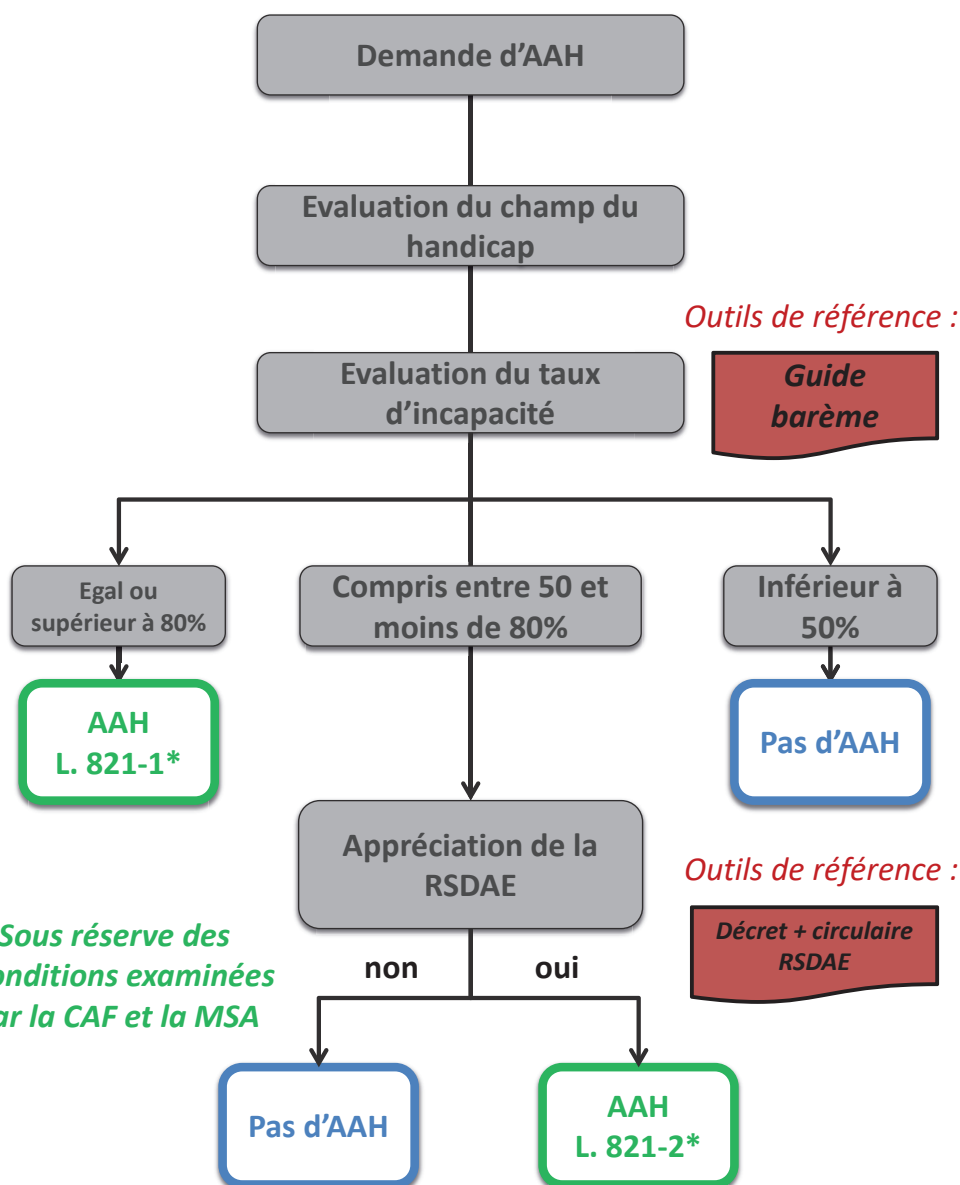 Demande d'AAH
Evaluation du champ du
handicap
Outils de référence :
Evaluation du taux
d'incapacité
Guide
barème
Egal ou
supérieur à 80%
Compris entre 50 et
moins de 80%
Inférieur à
50%
AAH
L. 821-1*
Pas d'AAH
Appréciation de la
RSDAE
Outils de référence :
Décret + circulaire
RSDAE
Sous réserve des
onditions examinées
ar la CAF et la MSA
non oui
Pas d'AAH
AAH
L. 821-2*